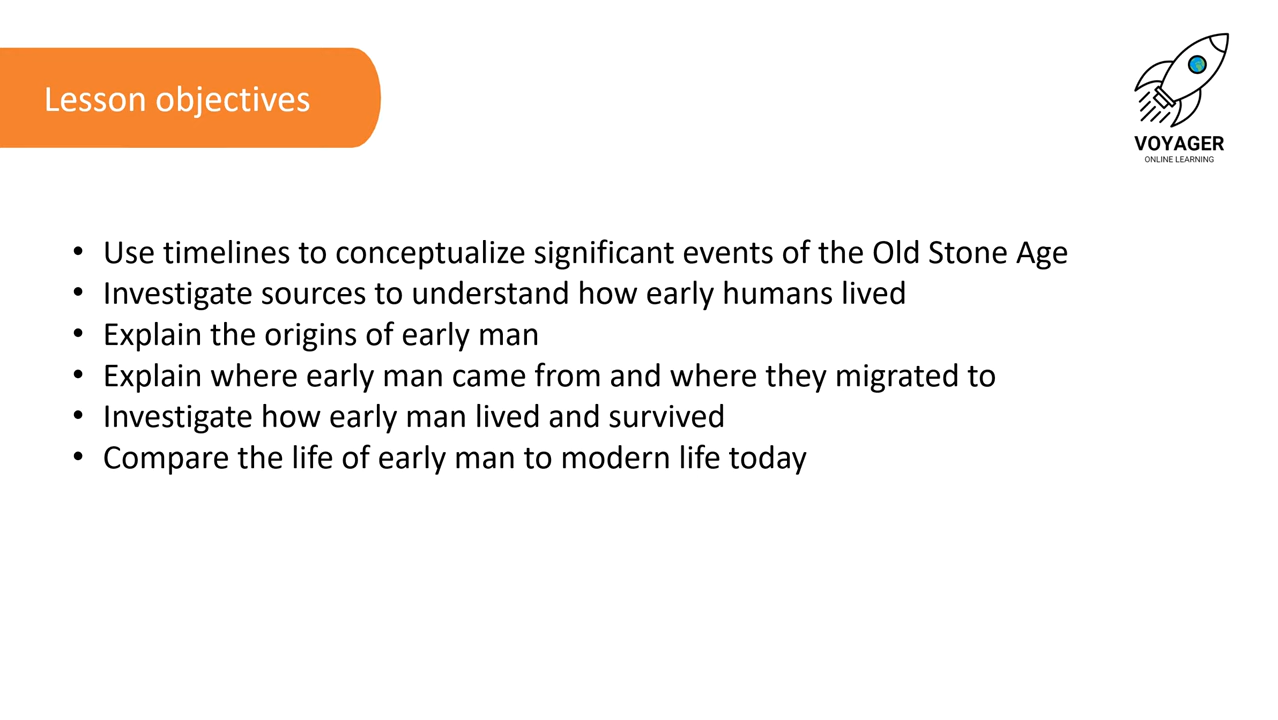 Lesson objectives
VOYAGER
ONLINE LEARNING
• Use timelines to conceptualize significant events of the Old Stone Age
• Investigate sources to understand how early humans lived
• Explain the origins of early man
• Explain where early man came from and where they migrated to
• Investigate how early man lived and survived
• Compare the life of early man to modern life today